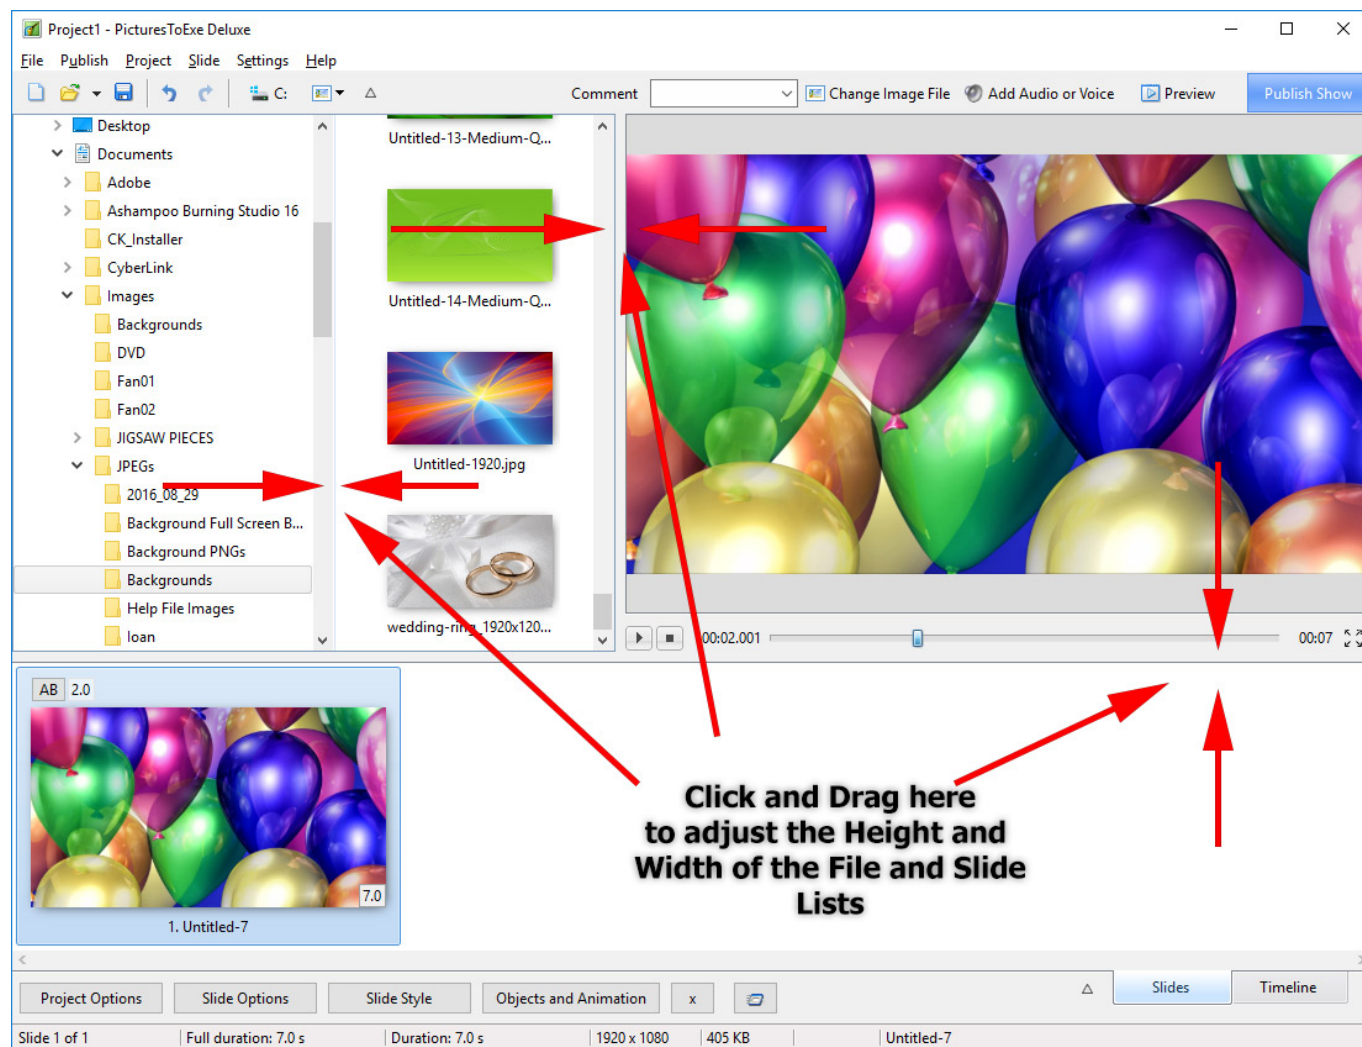 Project1 - PicturesToExe Deluxe
File Publish Project Slide Settings Help
C: Comment Change Image File Add Audio or Voice Preview Publish Show
Desktop
Documents
Adobe
Ashampoo Burning Studio 16
CK_Installer
CyberLink
Images
Backgrounds
DVD
Fan01
Fan02
JIGSAW PIECES
JPEGs
2016_08_29
Background Full Screen B...
Background PNGs
Backgrounds
Help File Images
Ioan
Untitled-13-Medium-Q...
Untitled-14-Medium-Q...
Untitled-1920.jpg
wedding-ring_1920x120...
00:02.001 00:07
AB 2.0
7.0
1. Untitled-7
Click and Drag here
to adjust the Height and
Width of the File and Slide
Lists
Project Options Slide Options Slide Style Objects and Animation x Slides Timeline
Slide 1 of 1 Full duration: 7.0 s Duration: 7.0 s 1920 x 1080 405 KB Untitled-7